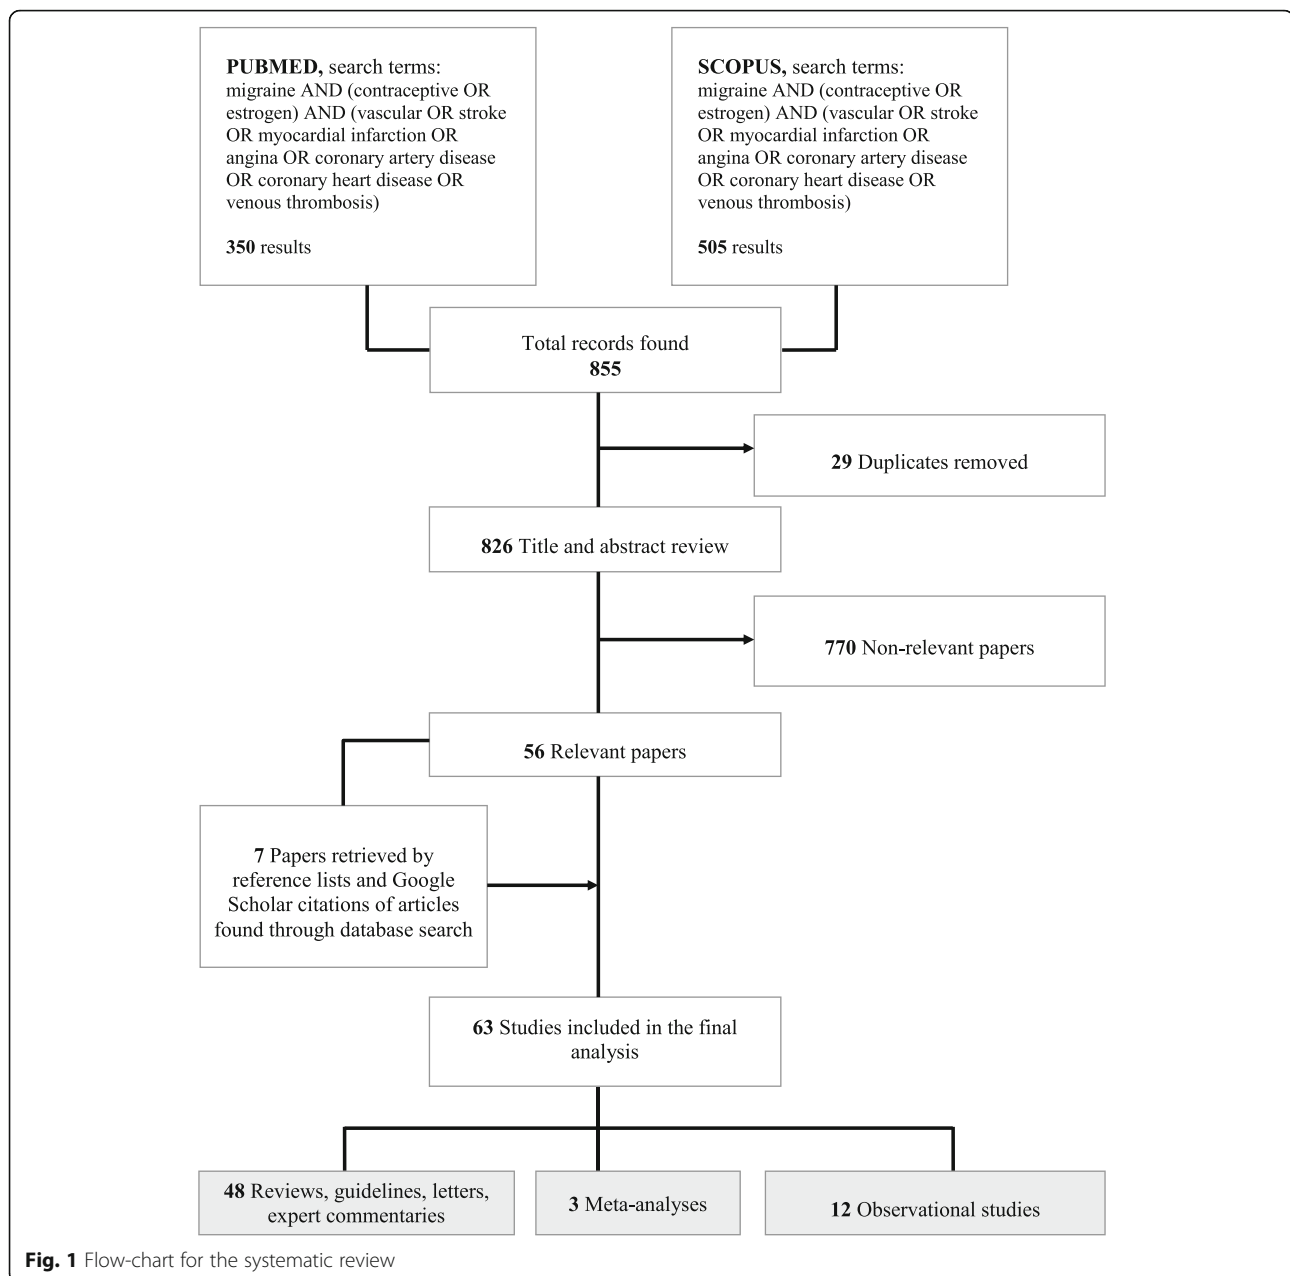 PUBMED, search terms:
migraine AND (contraceptive OR
estrogen) AND (vascular OR stroke
OR myocardial infarction OR
angina OR coronary artery disease
OR coronary heart disease OR
venous thrombosis)
350 results
SCOPUS, search terms:
migraine AND (contraceptive OR
estrogen) AND (vascular OR stroke
OR myocardial infarction OR
angina OR coronary artery disease
OR coronary heart disease OR
venous thrombosis)
505 results
Total records found
855
29 Duplicates removed
826 Title and abstract review
770 Non-relevant papers
56 Relevant papers
7 Papers retrieved by
reference lists and Google
Scholar citations of articles
found through database search
63 Studies included in the final
analysis
48 Reviews, guidelines, letters,
expert commentaries
3 Meta-analyses
12 Observational studies
Fig. 1 Flow-chart for the systematic review